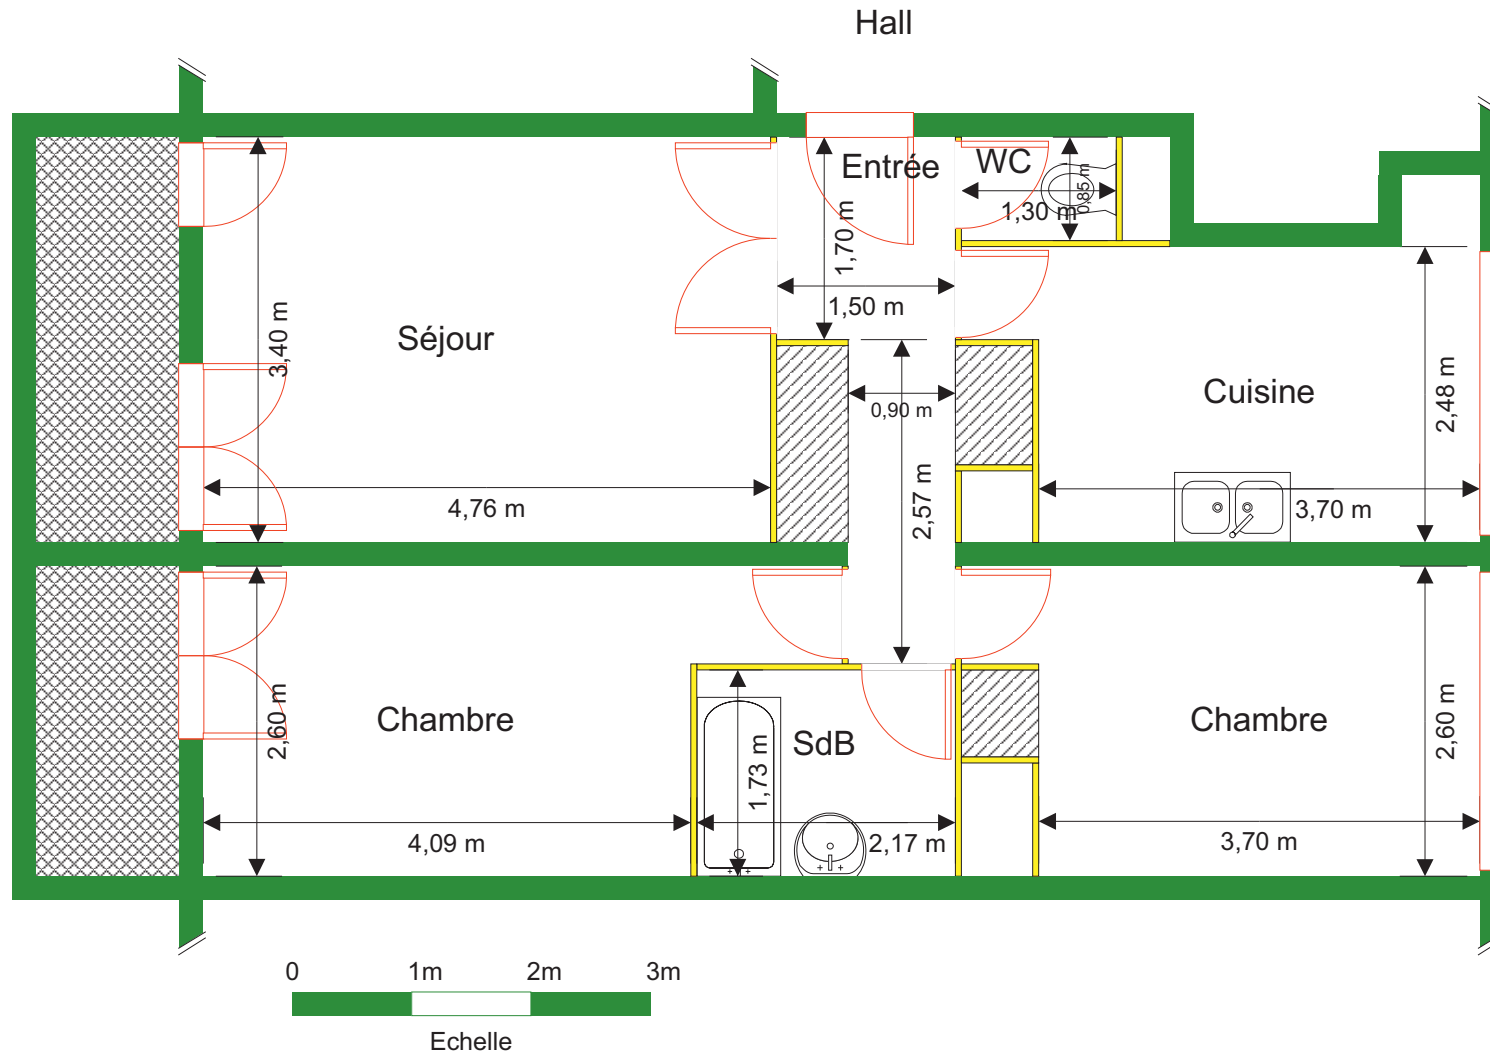 Hall
Entrée
WC
0,85 m
1,30 m
1,70 m
1,50 m
3,40 m
Séjour
Cuisine
2,48 m
0,90 m
4,76 m
2,57 m
3,70 m
Chambre
2,60 m
SdB
1,73 m
Chambre
2,60 m
4,09 m
2,17 m
3,70 m
0 1m 2m 3m
Echelle